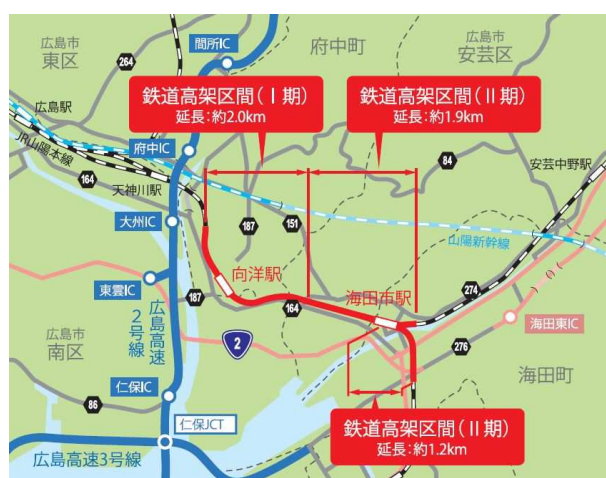 広島市
東区
264
間所IC
府中町
広島市
安芸区
鉄道高架区間(Ⅰ期)
延長:約2.0km
鉄道高架区間(Ⅱ期)
延長:約1.9km
広島駅
JR山陽本線
府中IC
84
安芸中野駅
164
天神川駅
大州IC
187
151
山陽新幹線
向洋駅
東雲IC
187
164
海田市駅
274
広島高速
2号線
2
海田東IC
広島市
南区
276
仁保IC
86
海田町
仁保JCT
鉄道高架区間(Ⅱ期)
延長:約1.2km
広島高速3号線